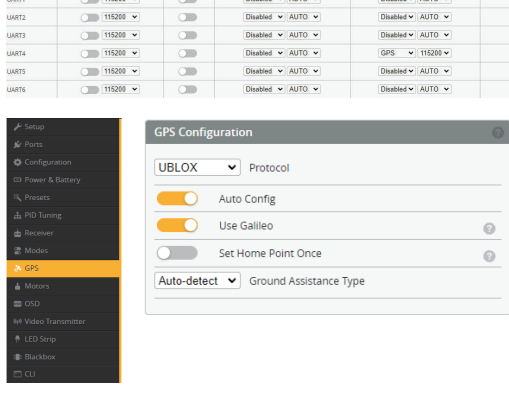 UART2 115200 Disabled AUTO Disabled AUTO
UART3 115200 Disabled AUTO Disabled AUTO
UART4 115200 Disabled AUTO GPS 115200
UART5 115200 Disabled AUTO Disabled AUTO
UART6 115200 Disabled AUTO Disabled AUTO
Setup
Ports
Configuration
Power & Battery
Presets
PID Tuning
Receiver
Modes
GPS
Motors
OSD
Video Transmitter
LED Strip
Blackbox
CLI
GPS Configuration
UBLOX Protocol
Auto Config
Use Galileo
Set Home Point Once
Auto-detect Ground Assistance Type